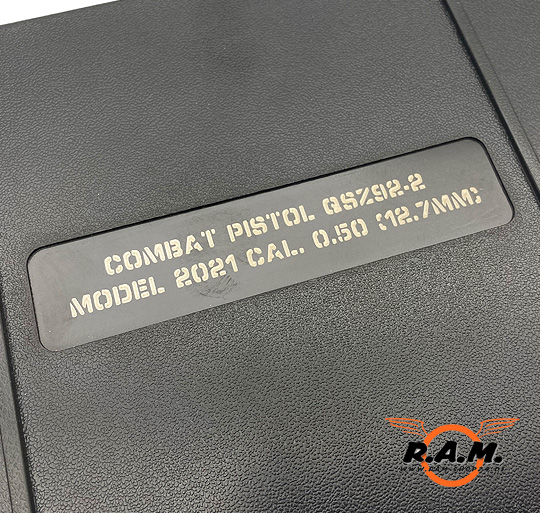 COMBAT PISTOL QSZ92-2
MODEL 2021 CAL. 0.50 (12.7MM)
R.A.M.